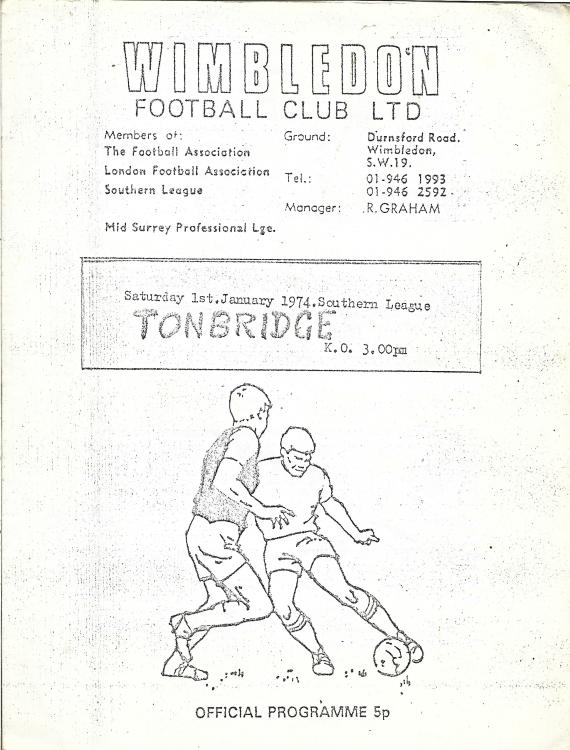 WIMBLEDON
FOOTBALL CLUB LTD
Members of:
The Football Association
London Football Association
Southern League
Mid Surrey Professional Lge.
Ground: Durnsford Road.
Wimbledon,
S.W.19.
Tel.: 01-946 1993
01-946 2592
Manager: R.GRAHAM
Saturday 1st.January 1974.Southern League
TONBRIDGE
K.O. 3.00pm
OFFICIAL PROGRAMME 5p